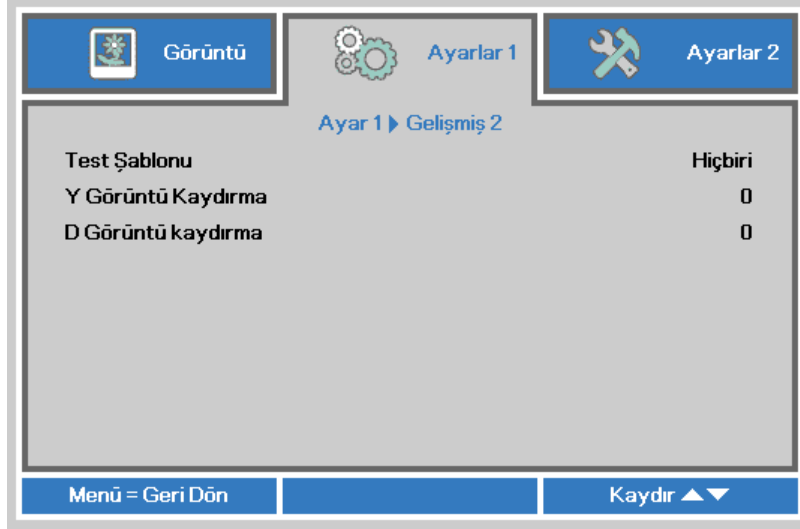 Görüntü
Ayarlar 1
Ayarlar 2
Ayar 1 Gelişmiş 2
Test Şablonu Hiçbiri
Y Görüntü Kaydırma 0
D Görüntü kaydırma 0
Menü = Geri Dön
Kaydır